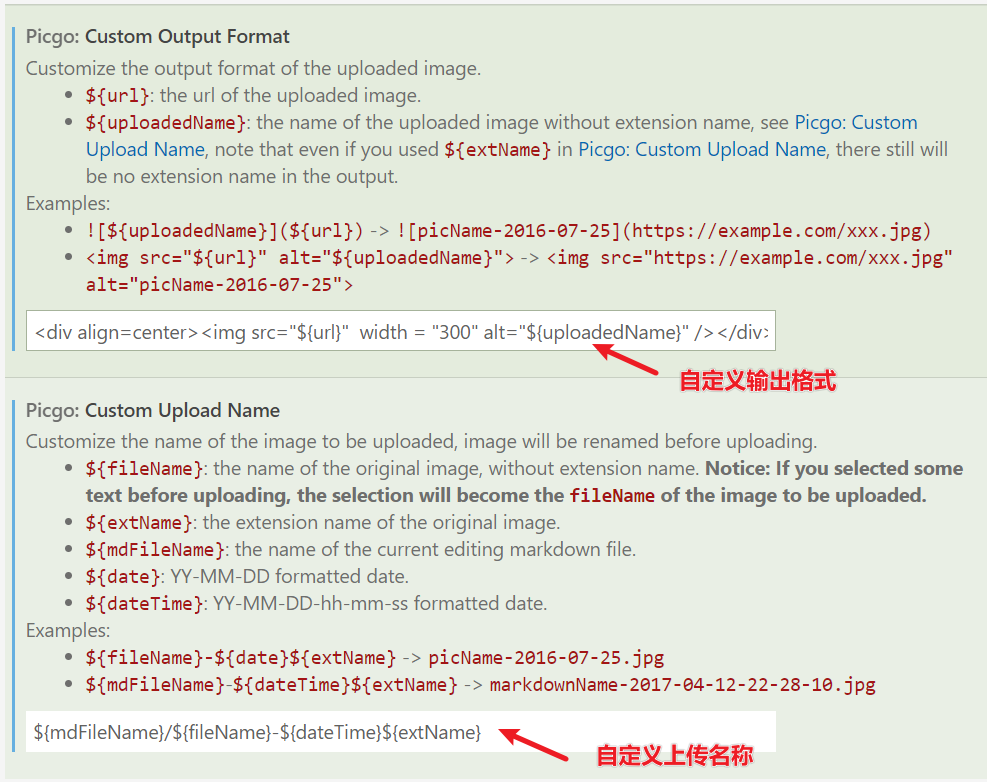 Picgo: Custom Output Format
Customize the output format of the uploaded image.
${url}: the url of the uploaded image.
${uploadedName}: the name of the uploaded image without extension name, see Picgo: Custom
Upload Name, note that even if you used ${extName} in Picgo: Custom Upload Name, there still will
be no extension name in the output.
Examples:
![${uploadedName}](${url}) -> ![picName-2016-07-25](https://example.com/xxx.jpg)
<img src="${url}" alt="${uploadedName}"> -> <img src="https://example.com/xxx.jpg"
alt="picName-2016-07-25">
<div align=center><img src="${url}"  width = "300" alt="${uploadedName}" /></div>
自定义输出格式
Picgo: Custom Upload Name
Customize the name of the image to be uploaded, image will be renamed before uploading.
${fileName}: the name of the original image, without extension name. Notice: If you selected some
text before uploading, the selection will become the fileName of the image to be uploaded.
${extName}: the extension name of the original image.
${mdFileName}: the name of the current editing markdown file.
${date}: YY-MM-DD formatted date.
${dateTime}: YY-MM-DD-hh-mm-ss formatted date.
Examples:
${fileName}-${date}${extName} -> picName-2016-07-25.jpg
${mdFileName}-${dateTime}${extName} -> markdownName-2017-04-12-22-28-10.jpg
${mdFileName}/${fileName}-${dateTime}${extName}
自定义上传名称